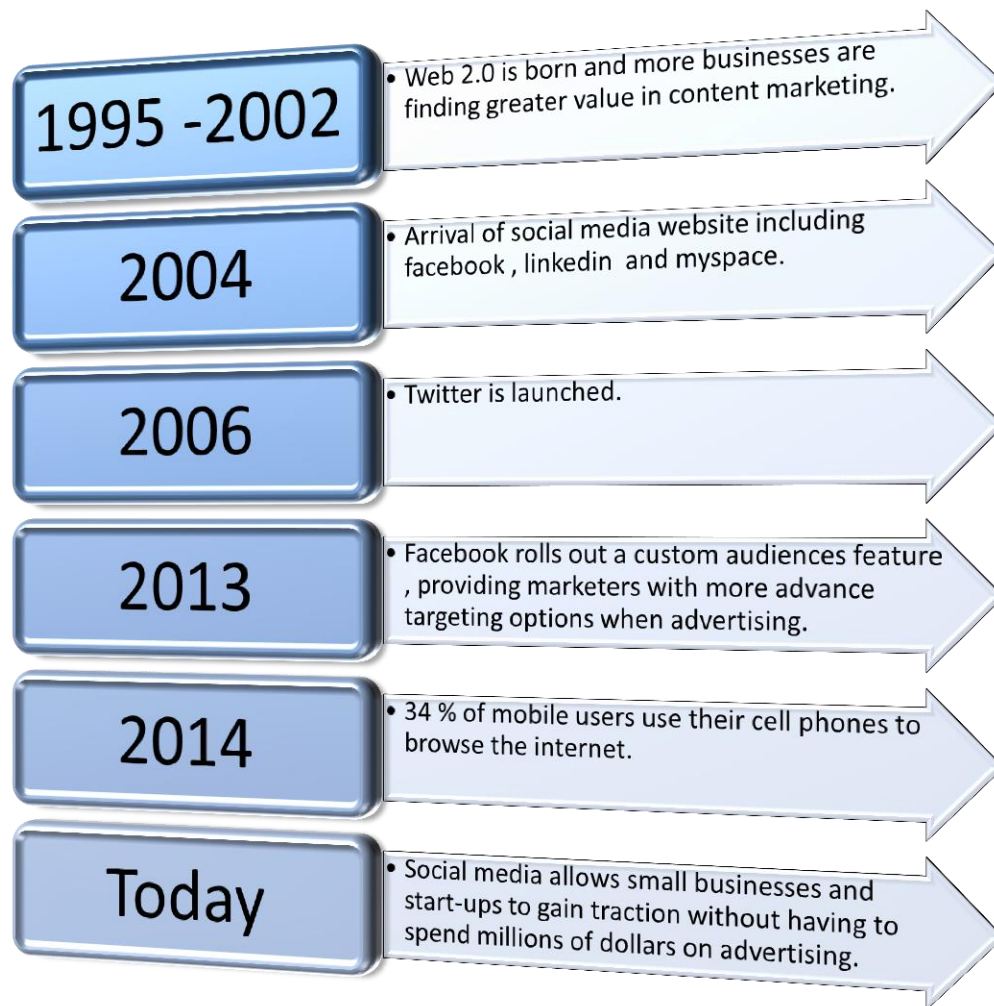 1995 -2002
• Web 2.0 is born and more businesses are
finding greater value in content marketing.
2004
• Arrival of social media website including
facebook , linkedin  and myspace.
2006
• Twitter is launched.
2013
• Facebook rolls out a custom audiences feature
, providing marketers with more advance
targeting options when advertising.
2014
• 34 % of mobile users use their cell phones to
browse the internet.
Today
• Social media allows small businesses and
start-ups to gain traction without having to
spend millions of dollars on advertising.